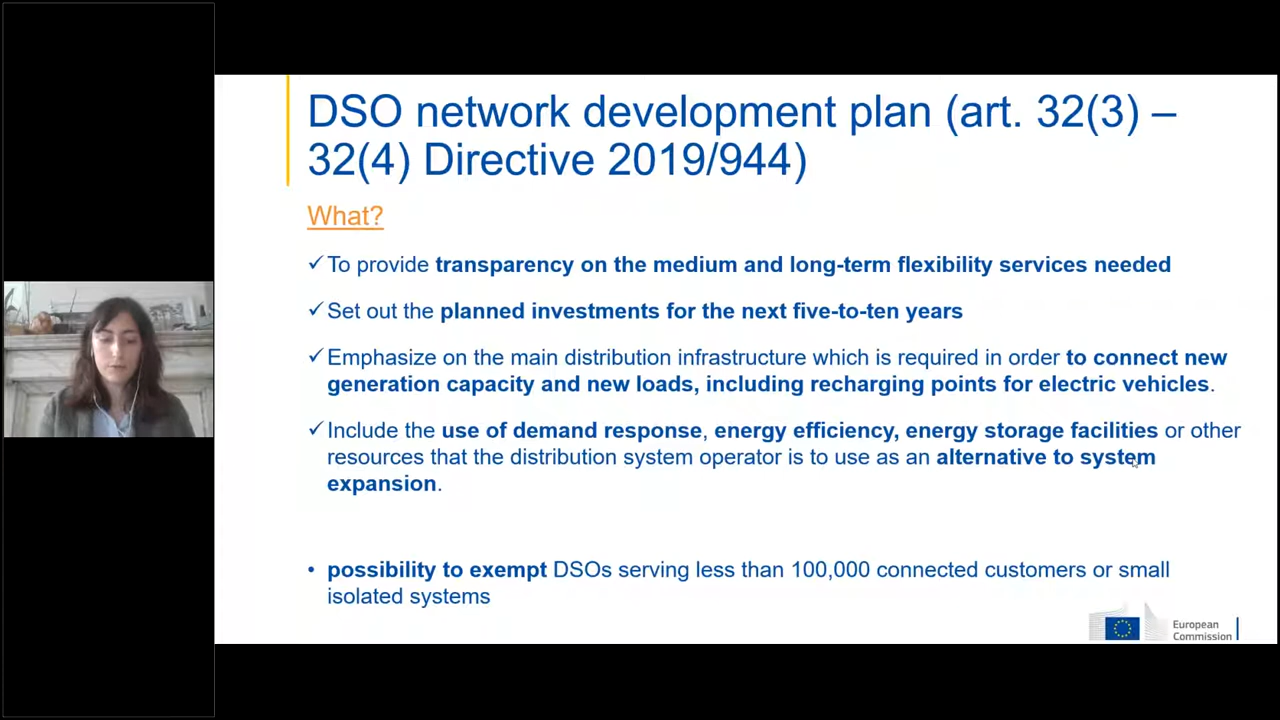 DSO network development plan (art. 32(3) –
32(4) Directive 2019/944)
What?
✓ To provide transparency on the medium and long-term flexibility services needed
✓ Set out the planned investments for the next five-to-ten years
✓ Emphasize on the main distribution infrastructure which is required in order to connect new
generation capacity and new loads, including recharging points for electric vehicles.
✓ Include the use of demand response, energy efficiency, energy storage facilities or other
resources that the distribution system operator is to use as an alternative to system
expansion.
• possibility to exempt DSOs serving less than 100,000 connected customers or small
isolated systems
European
Commission